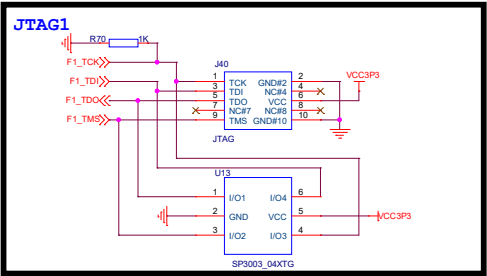 JTAG1
R70 1K
F1_TCK
F1_TDI
F1_TDO
F1_TMS
J40
1 TCK GND#2 2
3 TDI NC#4 4
5 TDO VCC 6
7 NC#7 NC#8 8
9 TMS GND#10 10
JTAG
VCC3P3
U13
1 I/O1 I/O4 6
2 GND VCC 5
3 I/O2 I/O3 4
VCC3P3
SP3003_04XTG